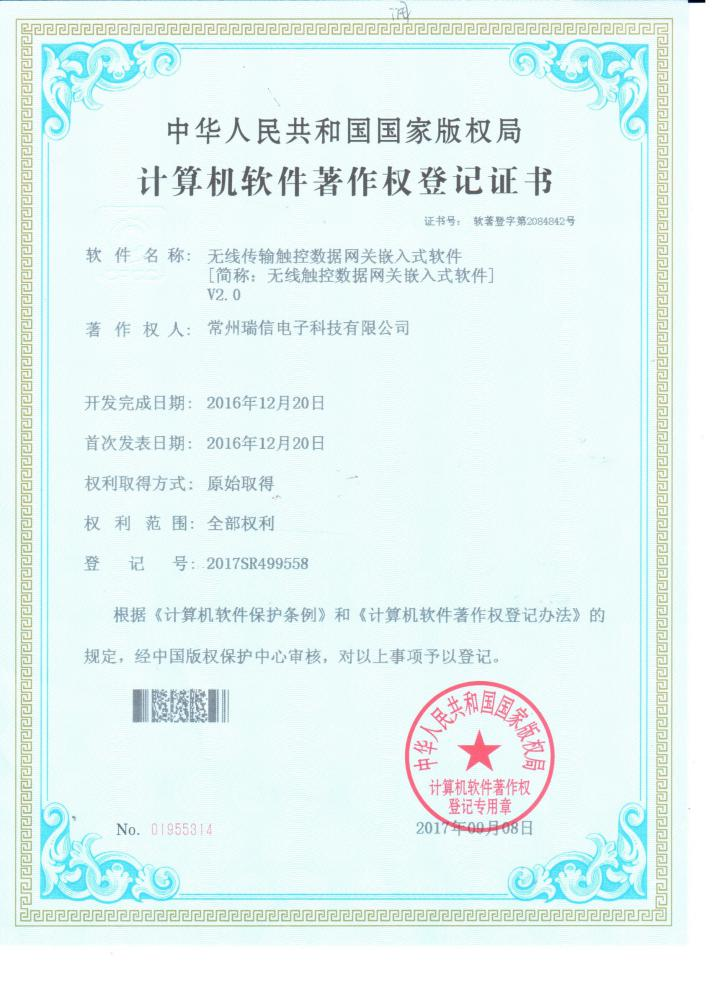 中华人民共和国国家版权局
计算机软件著作权登记证书
证书号： 软著登字第2084842号
软件名称： 无线传输触控数据网关嵌入式软件
[简称：无线触控数据网关嵌入式软件]
V2.0
著作权人： 常州瑞信电子科技有限公司
开发完成日期： 2016年12月20日
首次发表日期： 2016年12月20日
权利取得方式： 原始取得
权利范围： 全部权利
登记号： 2017SR499558
根据《计算机软件保护条例》和《计算机软件著作权登记办法》的
规定，经中国版权保护中心审核，对以上事项予以登记。
中华人民共和国国家版权局
计算机软件著作权
登记专用章
No. 01955314
2017年09月08日